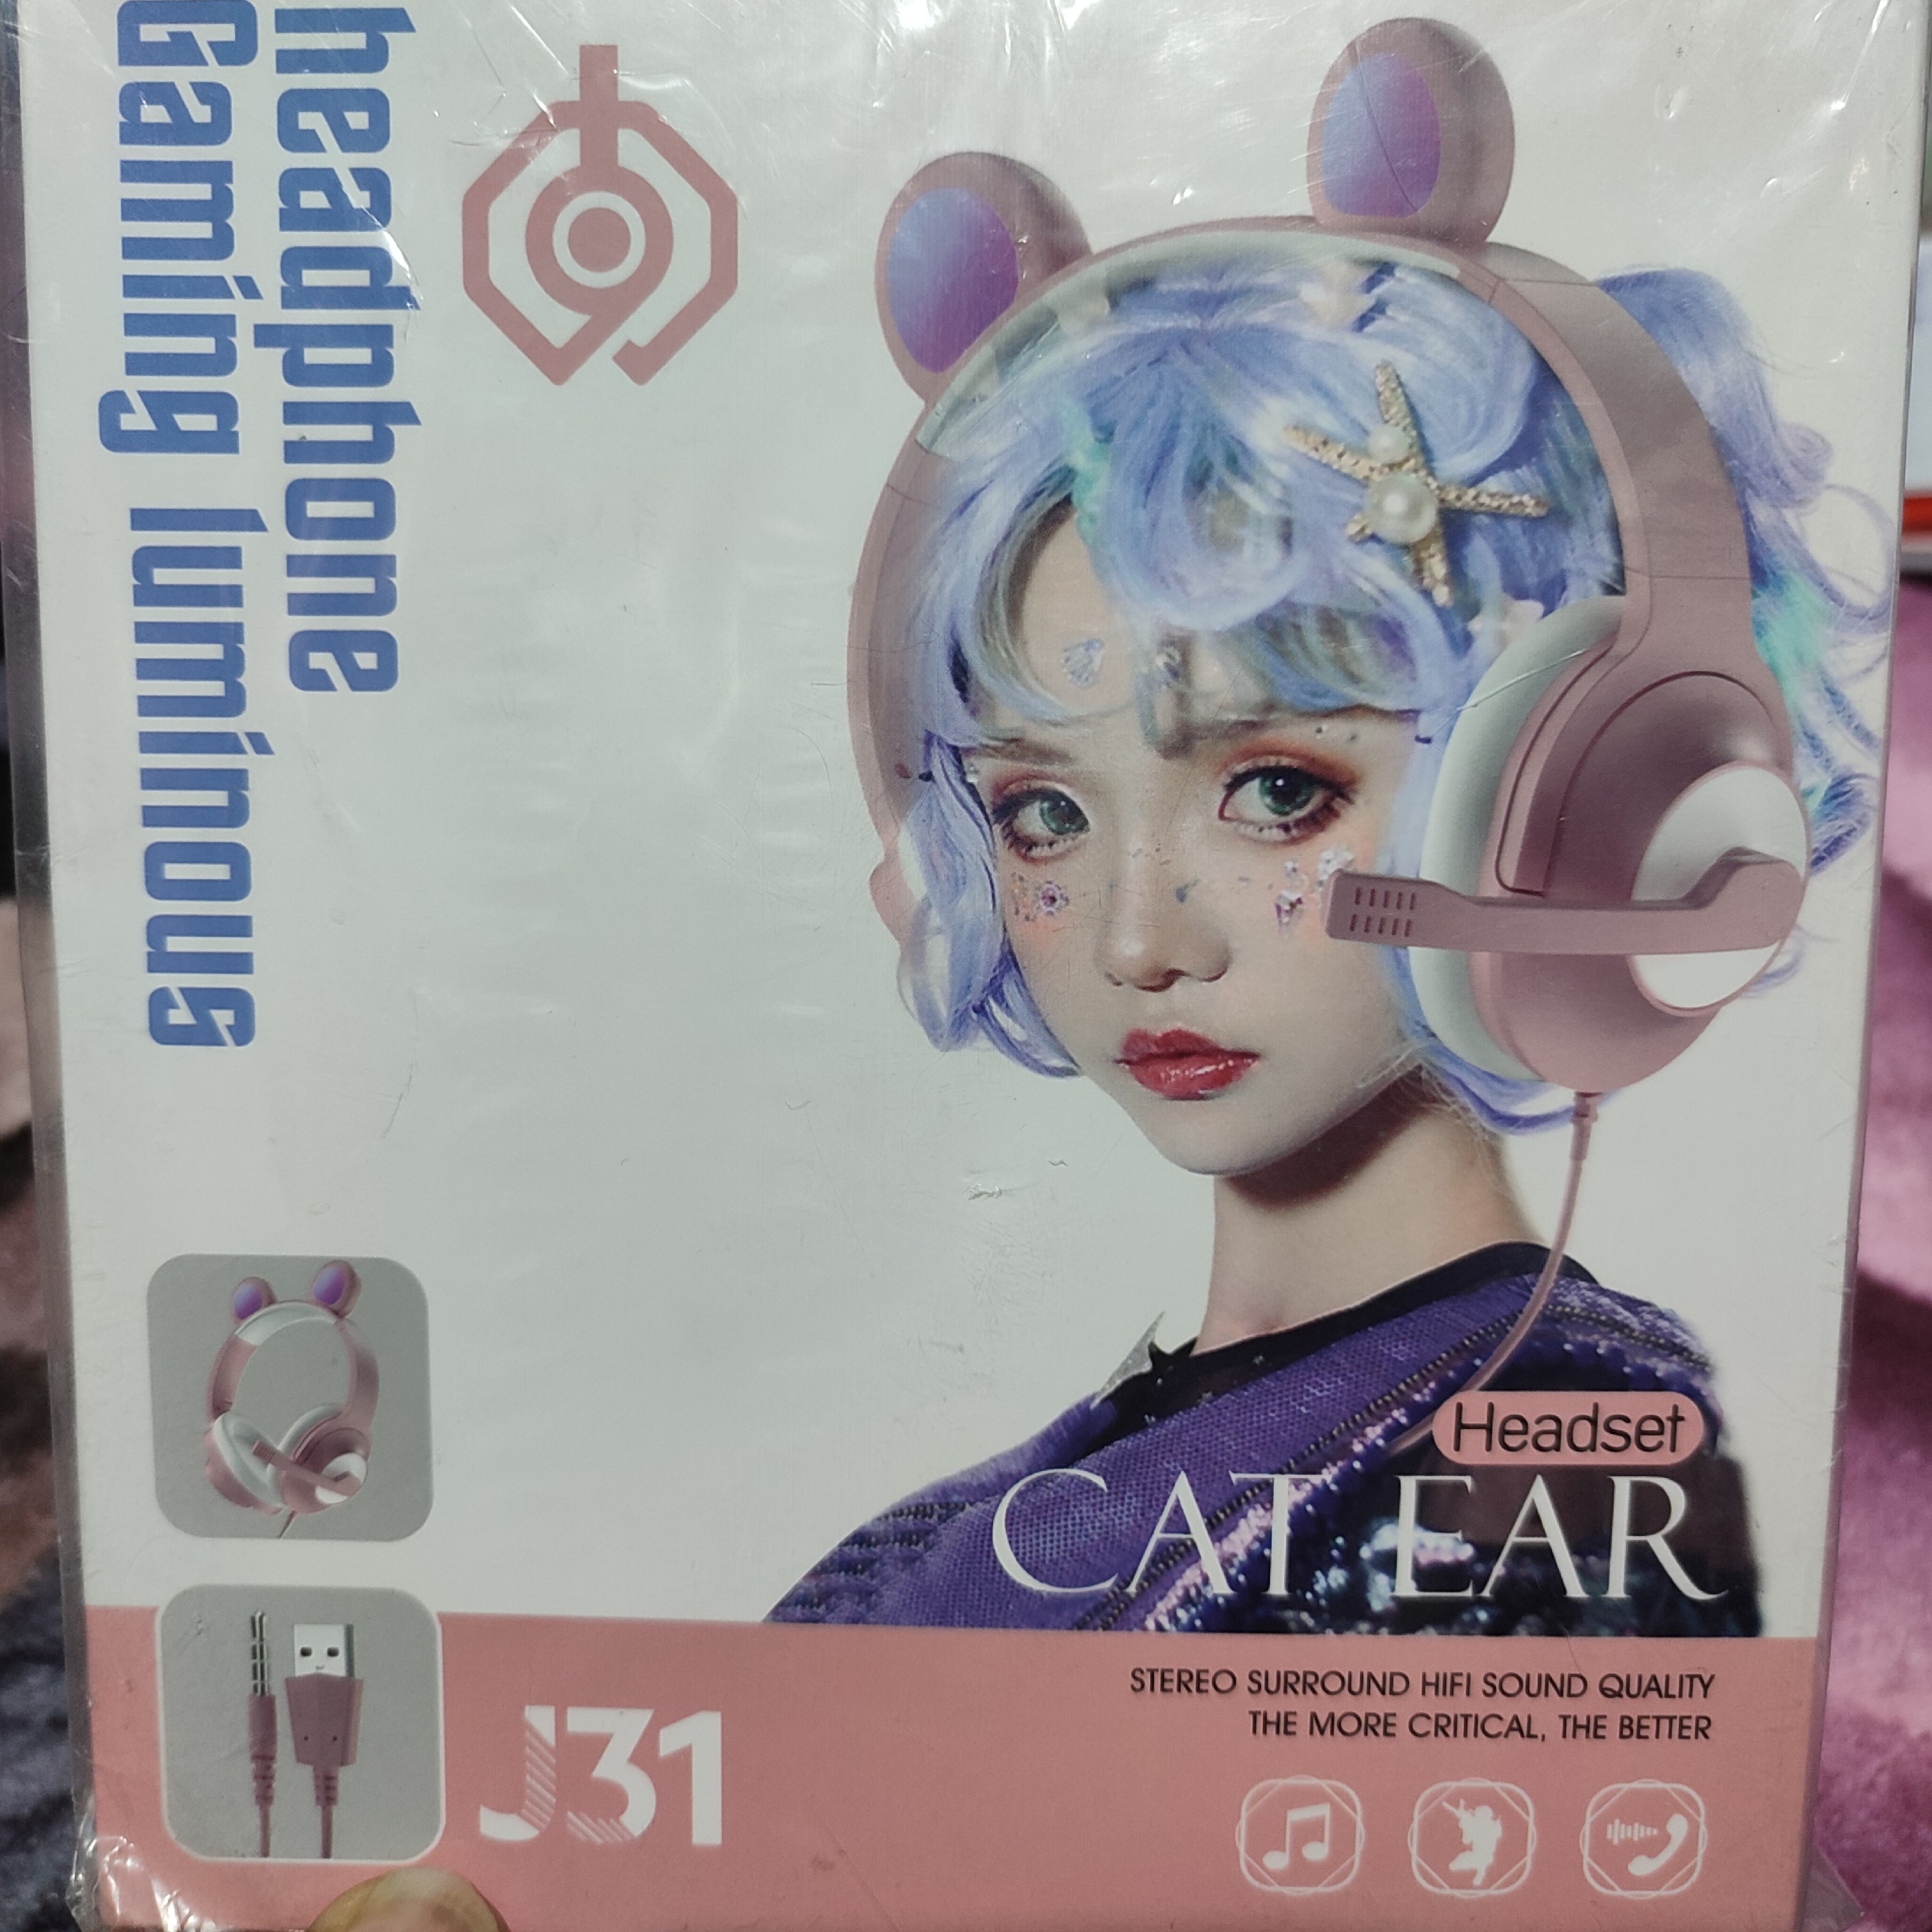 headphone
Gaming luminous
Headset
CAT EAR
J31
STEREO SURROUND HIFI SOUND QUALITY
THE MORE CRITICAL, THE BETTER